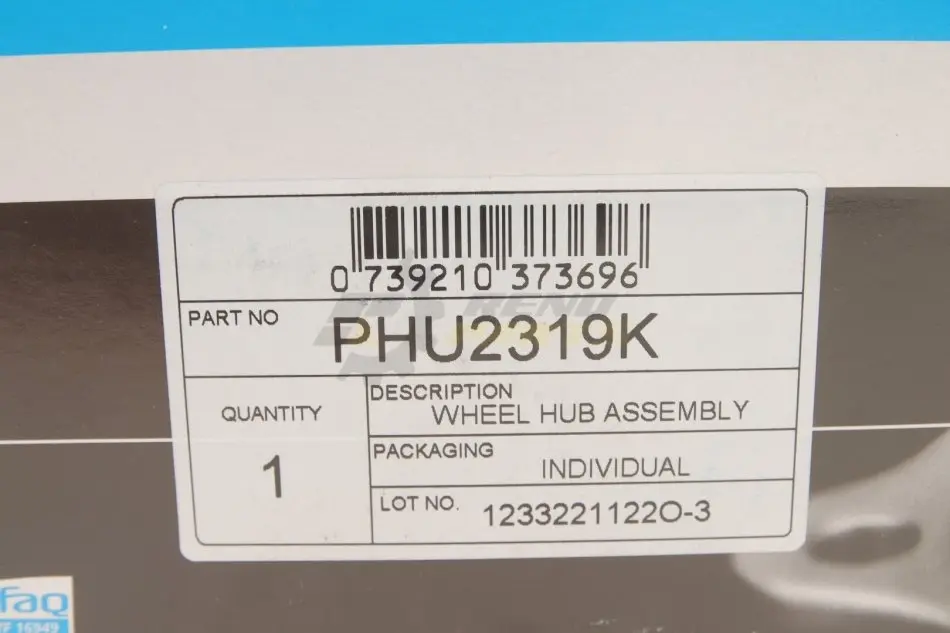 0 739210 373696
PART NO
PHU2319K
QUANTITY
1
DESCRIPTION
WHEEL HUB ASSEMBLY
PACKAGING
INDIVIDUAL
LOT NO.
1233221122O-3
faq
16949